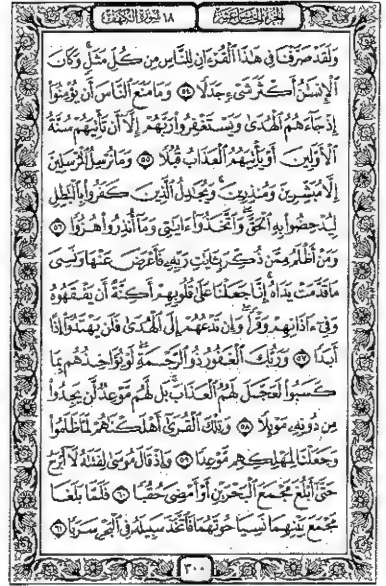 الجزء الخامس عشر
١٨ سورة الكهف
وَلَقَدْ صَرَّفْنَا فِى هَٰذَا ٱلْقُرْءَانِ لِلنَّاسِ مِن كُلِّ مَثَلٍ ۚ وَكَانَ
ٱلْإِنسَٰنُ أَكْثَرَ شَىْءٍ جَدَلًا ٥٤ وَمَا مَنَعَ ٱلنَّاسَ أَن يُؤْمِنُوٓا۟
إِذْ جَآءَهُمُ ٱلْهُدَىٰ وَيَسْتَغْفِرُوا۟ رَبَّهُمْ إِلَّآ أَن تَأْتِيَهُمْ سُنَّةُ
ٱلْأَوَّلِينَ أَوْ يَأْتِيَهُمُ ٱلْعَذَابُ قُبُلًا ٥٥ وَمَا نُرْسِلُ ٱلْمُرْسَلِينَ
إِلَّا مُبَشِّرِينَ وَمُنذِرِينَ ۚ وَيُجَٰدِلُ ٱلَّذِينَ كَفَرُوا۟ بِٱلْبَٰطِلِ
لِيُدْحِضُوا۟ بِهِ ٱلْحَقَّ ۖ وَٱتَّخَذُوٓا۟ ءَايَٰتِى وَمَآ أُنذِرُوا۟ هُزُوًا ٥٦
وَمَنْ أَظْلَمُ مِمَّن ذُكِّرَ بِـَٔايَٰتِ رَبِّهِۦ فَأَعْرَضَ عَنْهَا وَنَسِىَ
مَا قَدَّمَتْ يَدَاهُ ۚ إِنَّا جَعَلْنَا عَلَىٰ قُلُوبِهِمْ أَكِنَّةً أَن يَفْقَهُوهُ
وَفِىٓ ءَاذَانِهِمْ وَقْرًا ۖ وَإِن تَدْعُهُمْ إِلَى ٱلْهُدَىٰ فَلَن يَهْتَدُوٓا۟ إِذًا
أَبَدًا ٥٧ وَرَبُّكَ ٱلْغَفُورُ ذُو ٱلرَّحْمَةِ ۖ لَوْ يُؤَاخِذُهُم بِمَا
كَسَبُوا۟ لَعَجَّلَ لَهُمُ ٱلْعَذَابَ ۚ بَل لَّهُم مَّوْعِدٌ لَّن يَجِدُوا۟
مِن دُونِهِۦ مَوْئِلًا ٥٨ وَتِلْكَ ٱلْقُرَىٰٓ أَهْلَكْنَٰهُمْ لَمَّا ظَلَمُوا۟
وَجَعَلْنَا لِمَهْلِكِهِم مَّوْعِدًا ٥٩ وَإِذْ قَالَ مُوسَىٰ لِفَتَىٰهُ لَآ أَبْرَحُ
حَتَّىٰٓ أَبْلُغَ مَجْمَعَ ٱلْبَحْرَيْنِ أَوْ أَمْضِىَ حُقُبًا ٦٠ فَلَمَّا بَلَغَا
مَجْمَعَ بَيْنِهِمَا نَسِيَا حُوتَهُمَا فَٱتَّخَذَ سَبِيلَهُۥ فِى ٱلْبَحْرِ سَرَبًا ٦١
٣٠٠